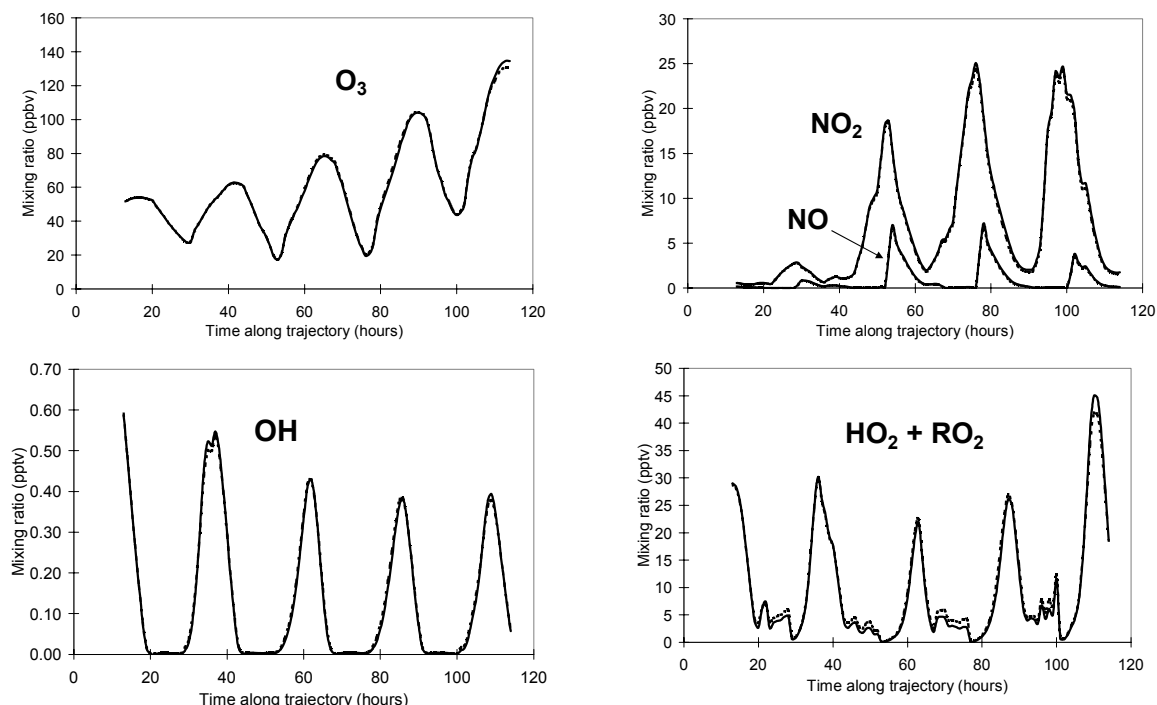 160
140
120
100
80
60
40
20
0
Mixing ratio (ppbv)
O3
0 20 40 60 80 100 120
Time along trajectory (hours)
30
25
20
15
10
5
0
Mixing ratio (ppbv)
NO2
NO
0 20 40 60 80 100 120
Time along trajectory (hours)
0.70
0.60
0.50
0.40
0.30
0.20
0.10
0.00
Mixing ratio (pptv)
OH
0 20 40 60 80 100 120
Time along trajectory (hours)
50
45
40
35
30
25
20
15
10
5
0
Mixing ratio (pptv)
HO2 + RO2
0 20 40 60 80 100 120
Time along trajectory (hours)